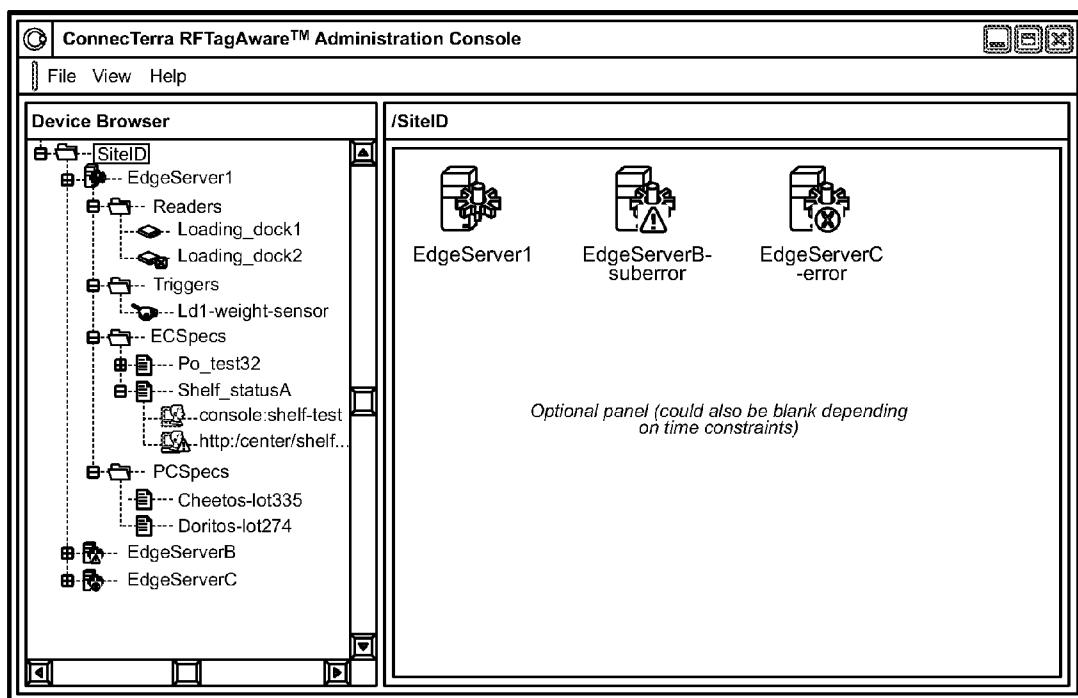 ConnecTerra RFTagAware™ Administration Console
File View Help
Device Browser
/SiteID
SiteID
EdgeServer1
Readers
Loading_dock1
Loading_dock2
Triggers
Ld1-weight-sensor
ECSpecs
Po_test32
Shelf_statusA
console:shelf-test
http:/center/shelf...
PCSpecs
Cheetos-lot335
Doritos-lot274
EdgeServerB
EdgeServerC
EdgeServer1
EdgeServerB-
suberror
EdgeServerC
-error
Optional panel (could also be blank depending
on time constraints)